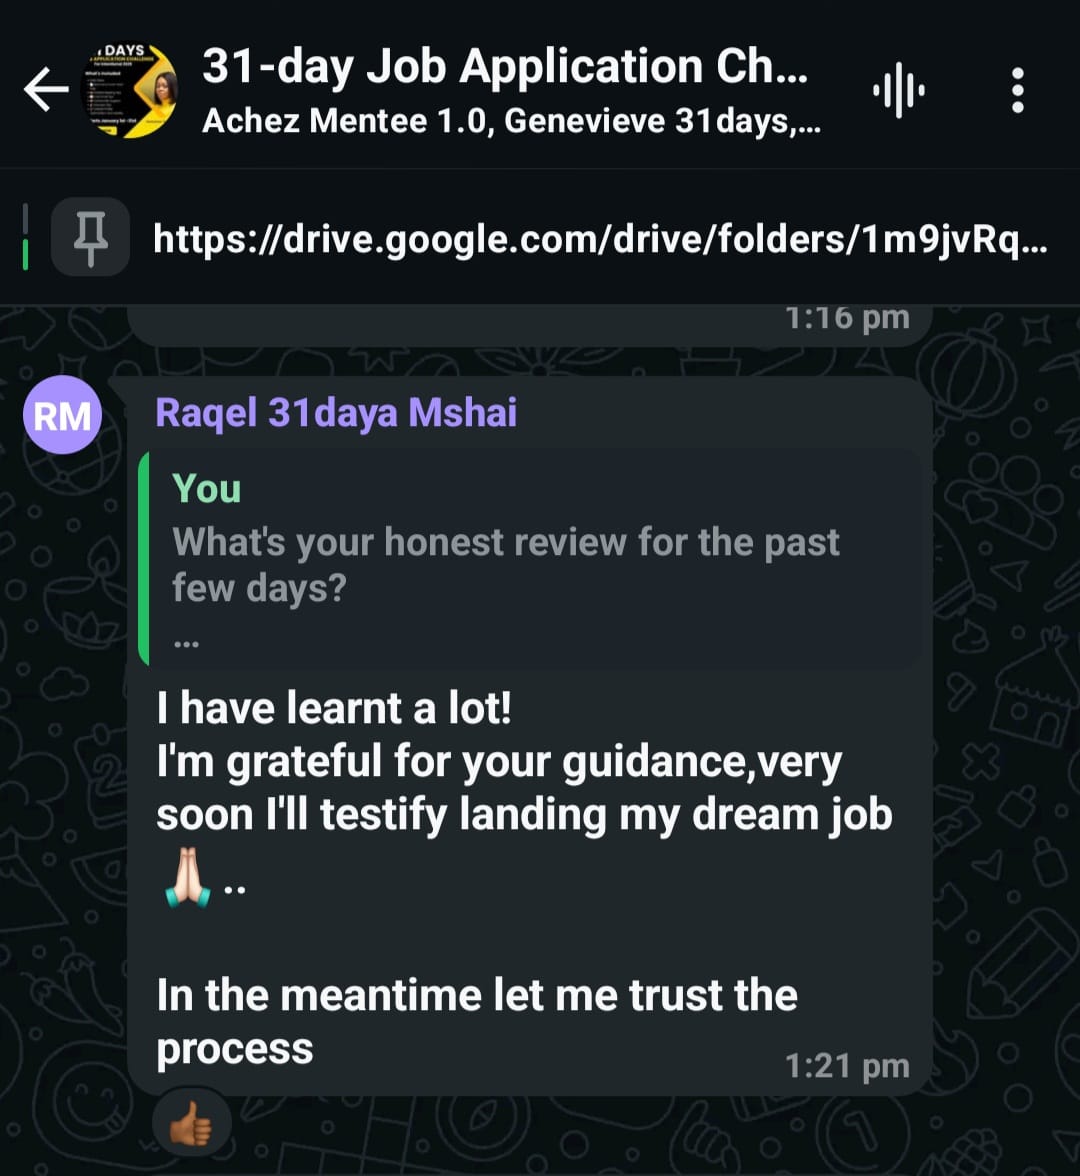 DAYS
31-day Job Application Ch...
Achez Mentee 1.0, Genevieve 31days,...
https://drive.google.com/drive/folders/1m9jvRq...
1:16 pm
RM
Raqel 31daya Mshai
You
What's your honest review for the past
few days?
...
I have learnt a lot!
I'm grateful for your guidance,very
soon I'll testify landing my dream job
🙏🏻..
In the meantime let me trust the
process
1:21 pm
👍🏾